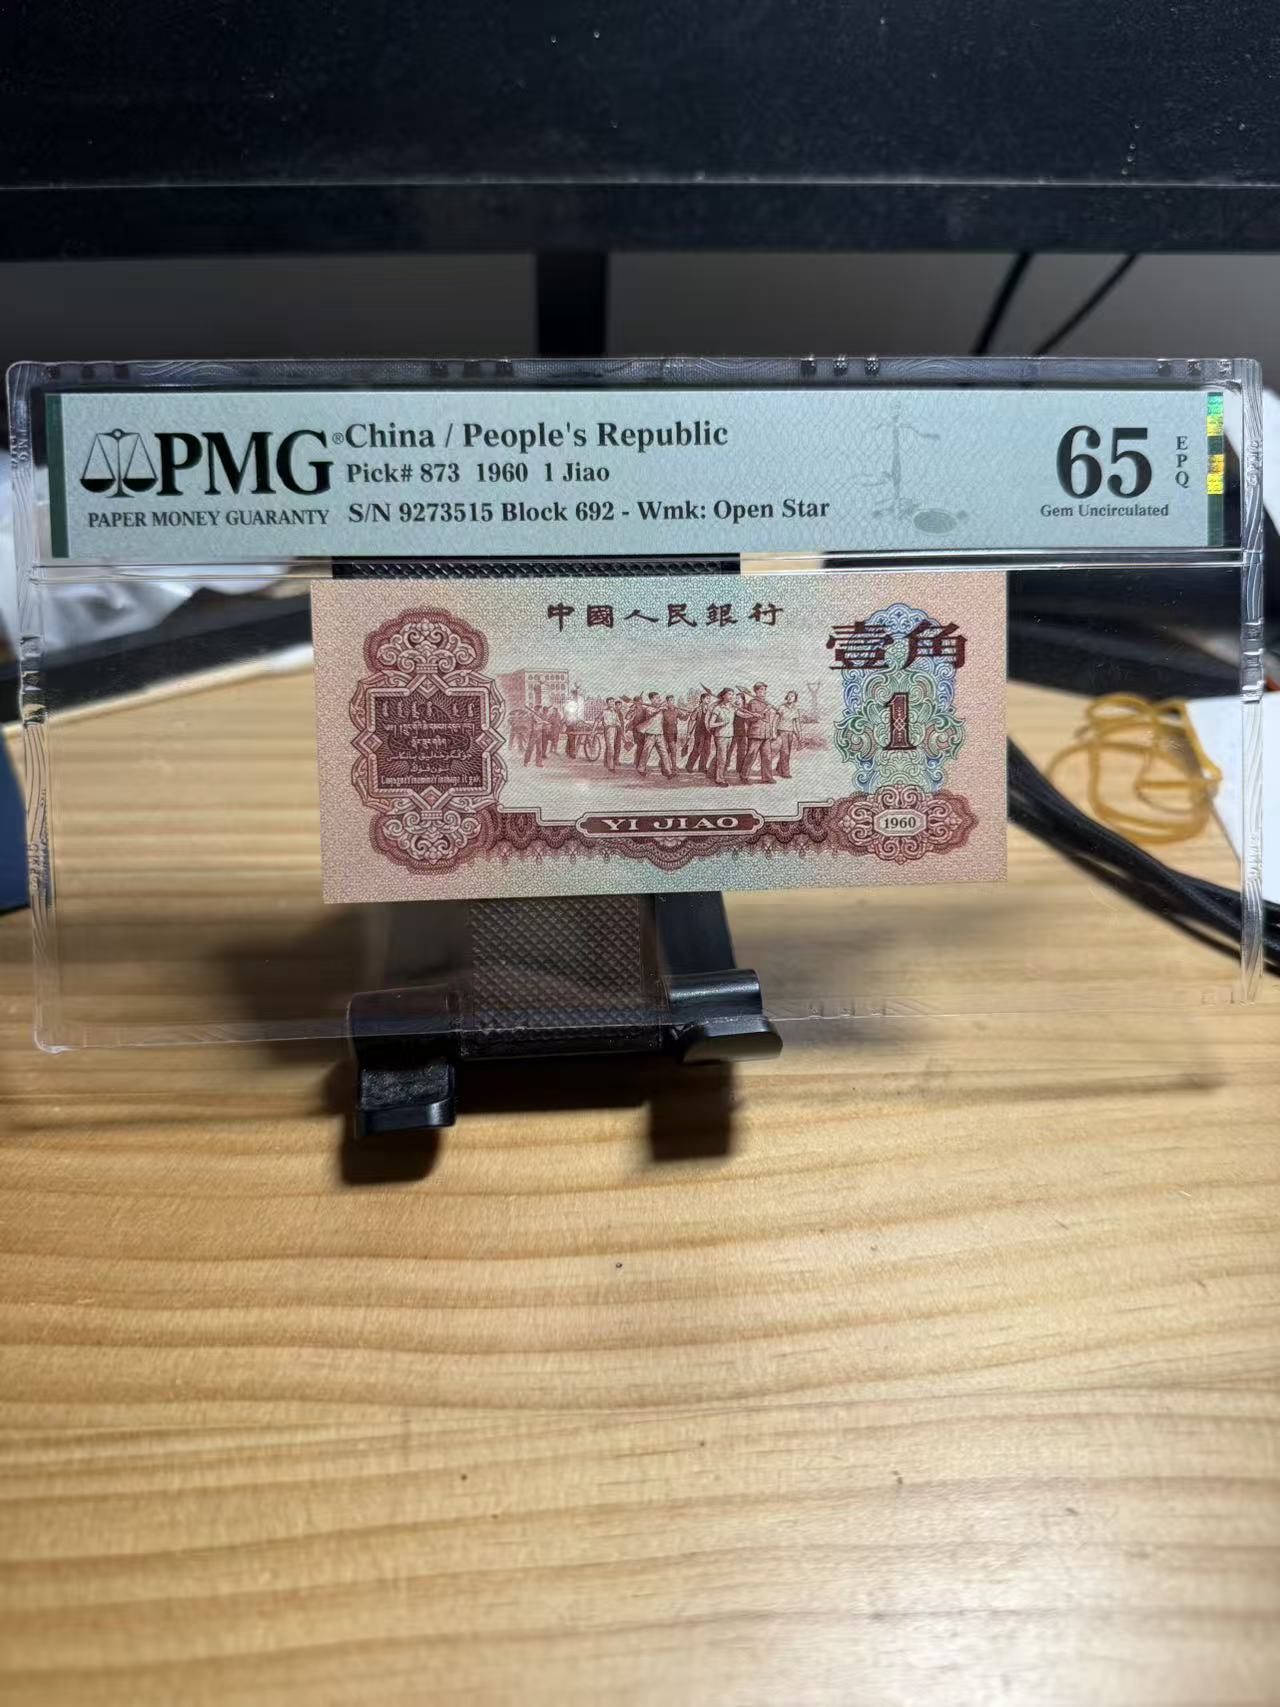 PMG® China / People's Republic
Pick# 873 1960 1 Jiao
PAPER MONEY GUARANTY S/N 9273515 Block 692 - Wmk: Open Star
65 EPQ
Gem Uncirculated
中國人民銀行
壹角
1
YI JIAO
1960